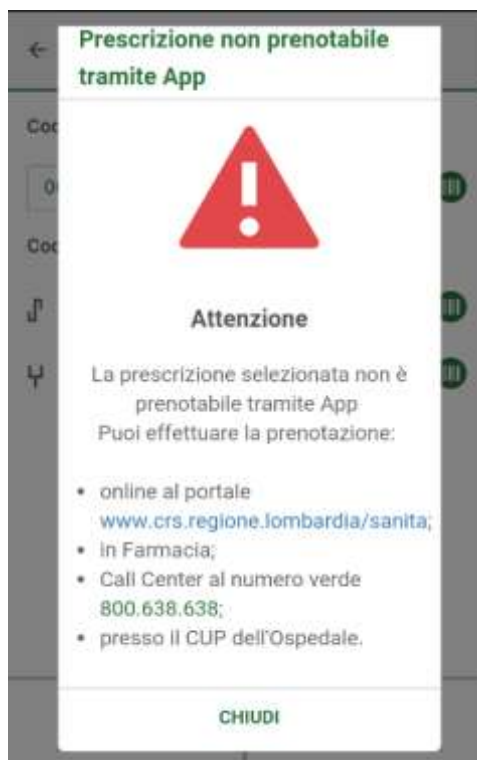 Prescrizione non prenotabile
tramite App
Attenzione
La prescrizione selezionata non è
prenotabile tramite App
Puoi effettuare la prenotazione:
• online al portale
www.crs.regione.lombardia/sanita;
• in Farmacia;
• Call Center al numero verde
800.638.638;
• presso il CUP dell'Ospedale.
CHIUDI